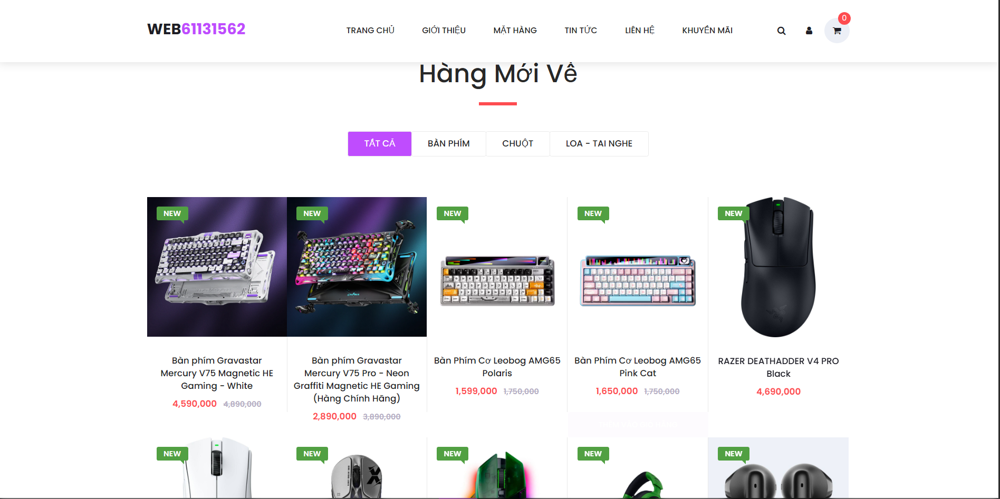 WEB61131562
TRANG CHỦ
GIỚI THIỆU
MẶT HÀNG
TIN TỨC
LIÊN HỆ
KHUYẾN MÃI
0
Hàng Mới Về
TẤT CẢ
BÀN PHÍM
CHUỘT
LOA - TAI NGHE
NEW
NEW
NEW
NEW
NEW
Bàn phím Gravastar
Mercury V75 Magnetic HE
Gaming - White
4,590,000 4,890,000
Bàn phím Gravastar
Mercury V75 Pro - Neon
Graffiti Magnetic HE Gaming
(Hàng Chính Hãng)
2,890,000 3,890,000
Bàn Phím Cơ Leobog AMG65
Polaris
1,599,000 1,750,000
Bàn Phím Cơ Leobog AMG65
Pink Cat
1,650,000 1,750,000
RAZER DEATHADDER V4 PRO
Black
4,690,000
NEW
NEW
NEW
NEW
NEW